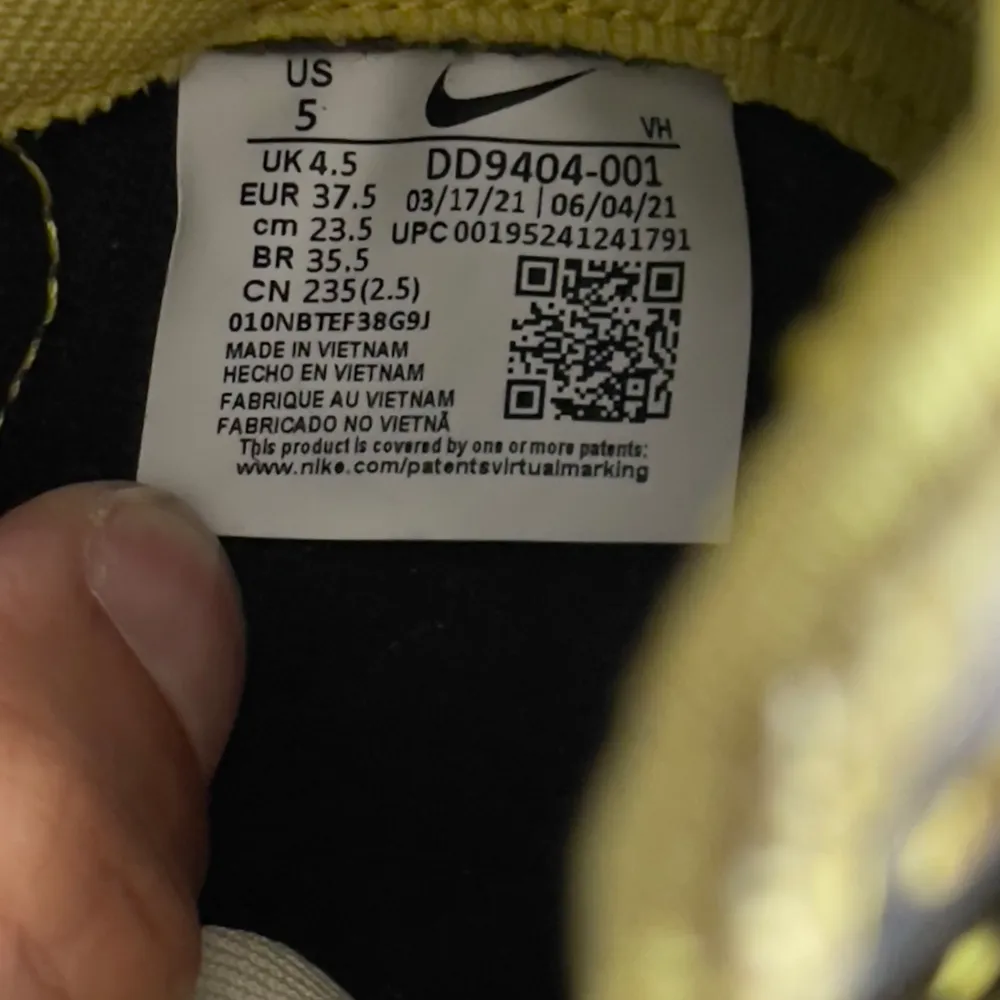 US
5
VH
UK 4.5
DD9404-001
EUR 37.5
03/17/21 | 06/04/21
cm 23.5
UPC 00195241241791
BR 35.5
CN 235(2.5)
010NBTEF38G9J
MADE IN VIETNAM
HECHO EN VIETNAM
FABRIQUE AU VIETNAM
FABRICADO NO VIETNÃ
This product is covered by one or more patents:
www.nike.com/patentsvirtualmarking